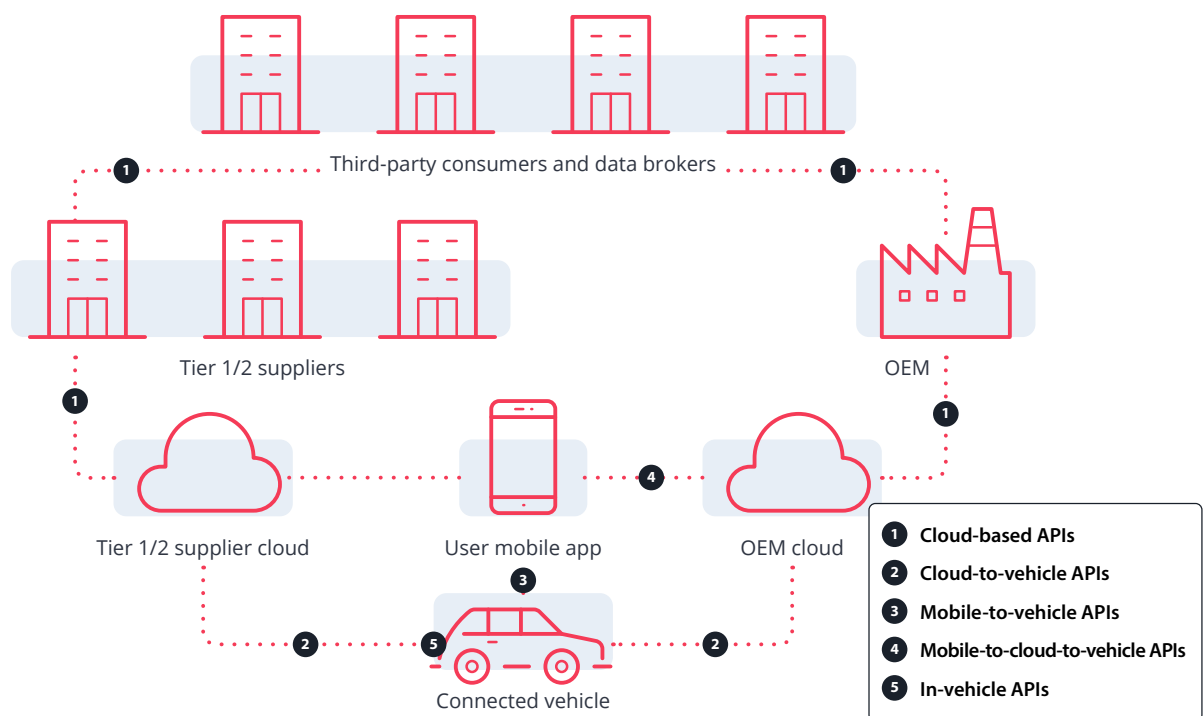 Third-party consumers and data brokers
1
1
Tier 1/2 suppliers
OEM
1
1
4
Tier 1/2 supplier cloud
User mobile app
OEM cloud
3
2
5
2
Connected vehicle
1 Cloud-based APIs
2 Cloud-to-vehicle APIs
3 Mobile-to-vehicle APIs
4 Mobile-to-cloud-to-vehicle APIs
5 In-vehicle APIs